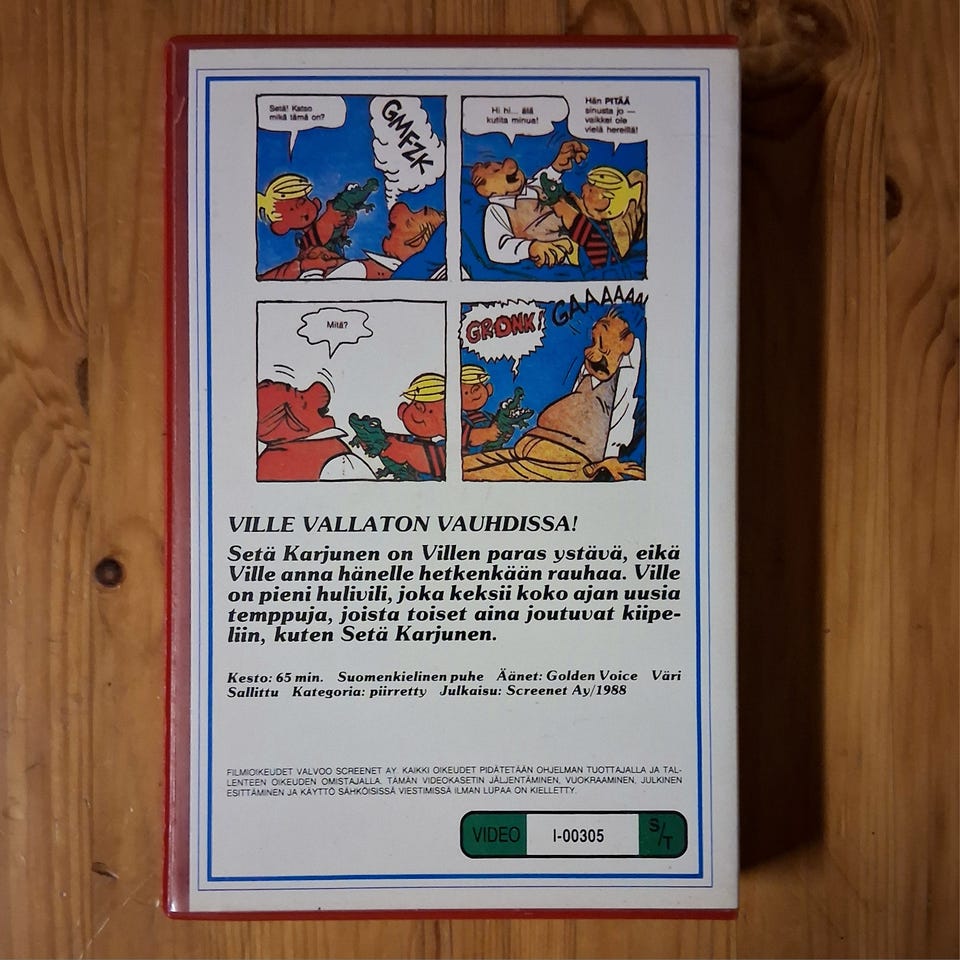 Setä! Katso
mikä tämä on?
GMFZK
Hi hi... älä
kutita minua!
Hän PITÄÄ
sinusta jo —
vaikkei ole
vielä hereillä!
Mitä?
GRONK!
GAAAAAN
VILLE VALLATON VAUHDISSA!
Setä Karjunen on Villen paras ystävä, eikä
Ville anna hänelle hetkenkään rauhaa. Ville
on pieni hulivili, joka keksii koko ajan uusia
temppuja, joista toiset aina joutuvat kiipe-
liin, kuten Setä Karjunen.
Kesto: 65 min. Suomenkielinen puhe Äänet: Golden Voice Väri
Sallittu Kategoria: piirretty Julkaisu: Screenet Ay/1988
FILMIOIKEUDET VALVOO SCREENET AY. KAIKKI OIKEUDET PIDÄTETÄÄN OHJELMAN TUOTTAJALLA JA TAL-
LENTEEN OIKEUDEN OMISTAJALLA. TÄMÄN VIDEOKASETIN JÄLJENTÄMINEN, VUOKRAAMINEN, JULKINEN
ESITTÄMINEN JA KÄYTTÖ SÄHKÖISISSÄ VIESTIMISSÄ ILMAN LUPAA ON KIELLETTY.
VIDEO I-00305 S/T